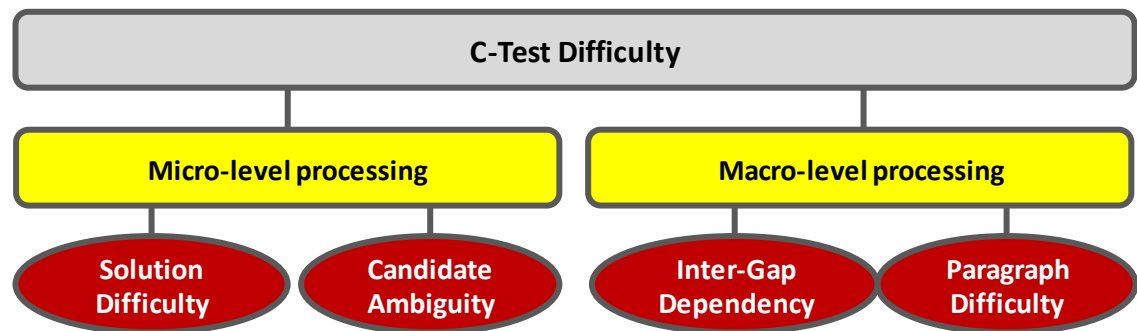 C-Test Difficulty
Micro-level processing
Macro-level processing
Solution
Difficulty
Candidate
Ambiguity
Inter-Gap
Dependency
Paragraph
Difficulty